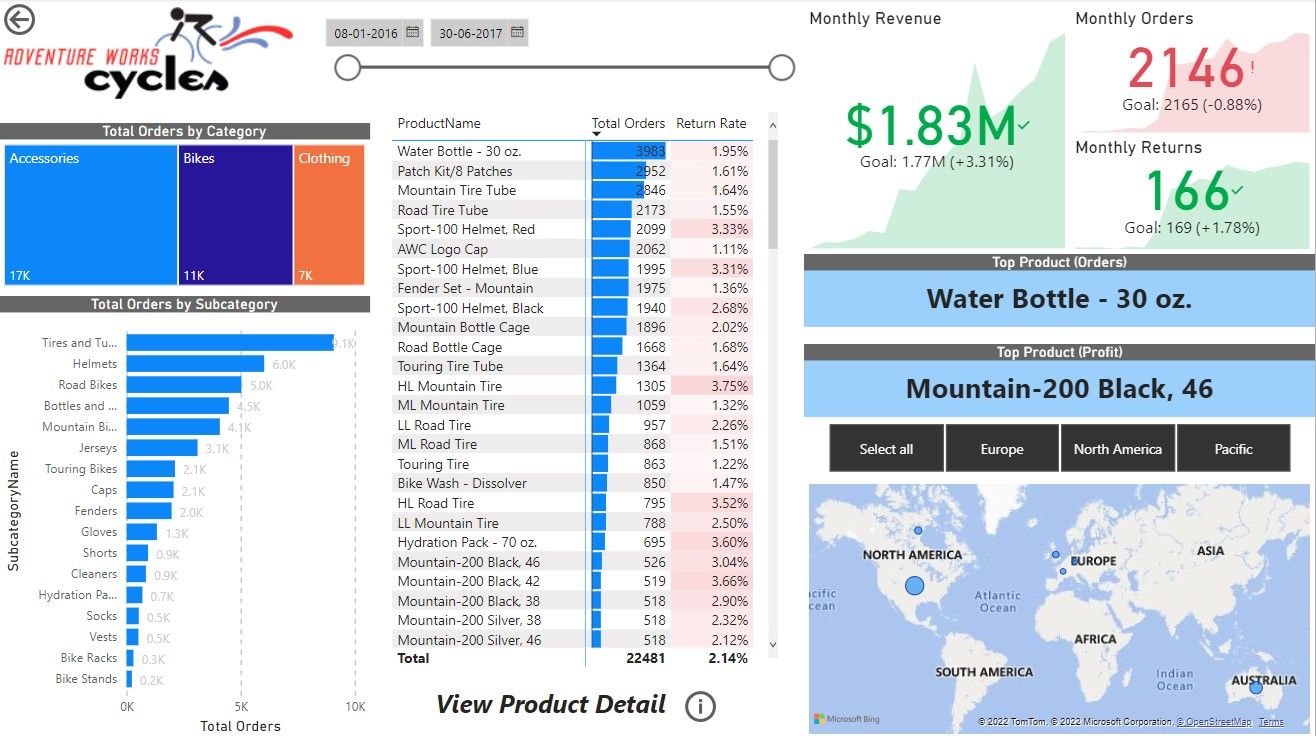 ADVENTURE WORKS
cycles
08-01-2016
30-06-2017
Total Orders by Category
Accessories
17K
Bikes
11K
Clothing
7K
Total Orders by Subcategory
SubcategoryName
Tires and Tu... 9.1K
Helmets 6.0K
Road Bikes 5.0K
Bottles and ... 4.5K
Mountain Bi... 4.1K
Jerseys 3.1K
Touring Bikes 2.1K
Caps 2.1K
Fenders 2.0K
Gloves 1.3K
Shorts 0.9K
Cleaners 0.9K
Hydration Pa... 0.7K
Socks 0.5K
Vests 0.5K
Bike Racks 0.3K
Bike Stands 0.2K
0K 5K 10K
Total Orders
ProductName Total Orders Return Rate
Water Bottle - 30 oz. 3983 1.95%
Patch Kit/8 Patches 2952 1.61%
Mountain Tire Tube 2846 1.64%
Road Tire Tube 2173 1.55%
Sport-100 Helmet, Red 2099 3.33%
AWC Logo Cap 2062 1.11%
Sport-100 Helmet, Blue 1995 3.31%
Fender Set - Mountain 1975 1.36%
Sport-100 Helmet, Black 1940 2.68%
Mountain Bottle Cage 1896 2.02%
Road Bottle Cage 1668 1.68%
Touring Tire Tube 1364 1.64%
HL Mountain Tire 1305 3.75%
ML Mountain Tire 1059 1.32%
LL Road Tire 957 2.26%
ML Road Tire 868 1.51%
Touring Tire 863 1.22%
Bike Wash - Dissolver 850 1.47%
HL Road Tire 795 3.52%
LL Mountain Tire 788 2.50%
Hydration Pack - 70 oz. 695 3.60%
Mountain-200 Black, 46 526 3.04%
Mountain-200 Black, 42 519 3.66%
Mountain-200 Black, 38 518 2.90%
Mountain-200 Silver, 38 518 2.32%
Mountain-200 Silver, 46 518 2.12%
Total 22481 2.14%
View Product Detail
i
Monthly Revenue
$1.83M
Goal: 1.77M (+3.31%)
Monthly Orders
2146!
Goal: 2165 (-0.88%)
Monthly Returns
166
Goal: 169 (+1.78%)
Top Product (Orders)
Water Bottle - 30 oz.
Top Product (Profit)
Mountain-200 Black, 46
Select all
Europe
North America
Pacific
NORTH AMERICA
EUROPE
ASIA
acific
cean
Atlantic
Ocean
AFRICA
SOUTH AMERICA
Indian
Ocean
AUSTRALIA
Microsoft Bing
© 2022 TomTom, © 2022 Microsoft Corporation, © OpenStreetMap Terms